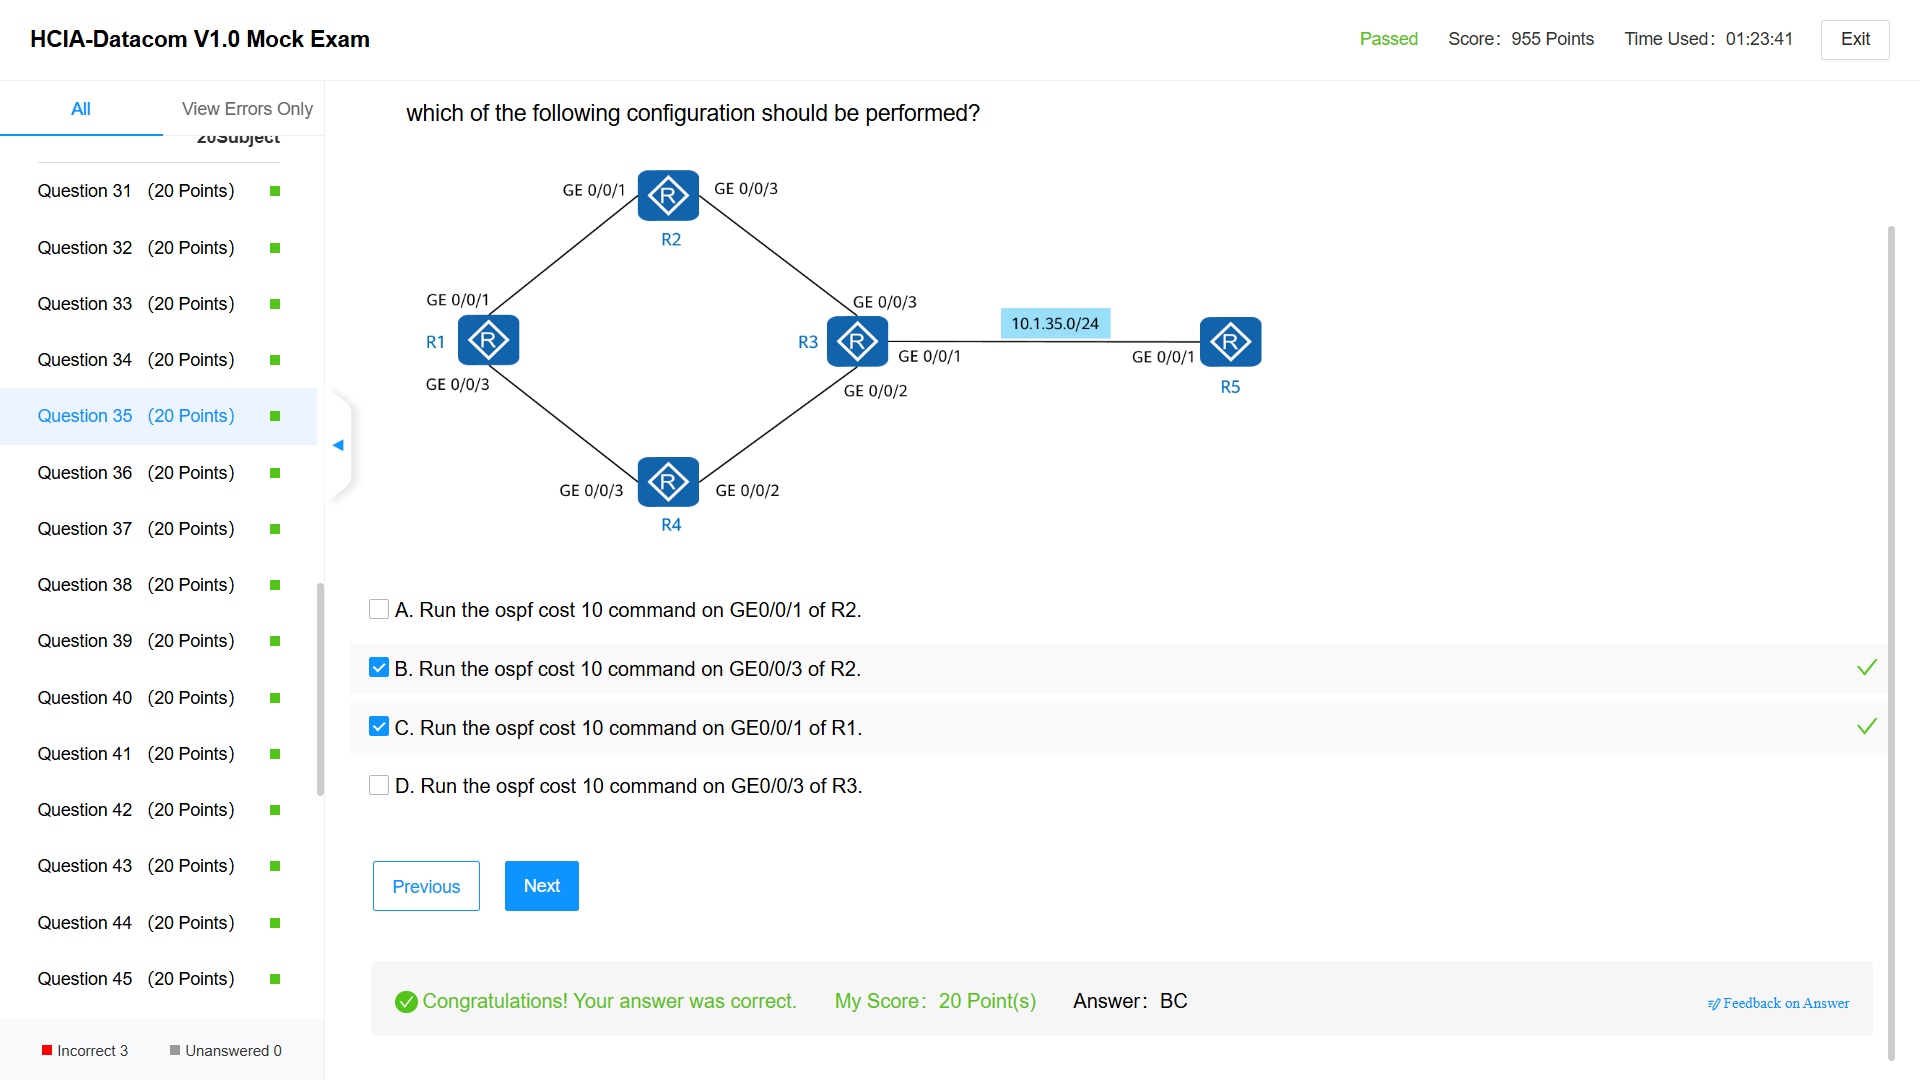 HCIA-Datacom V1.0 Mock Exam
Passed Score: 955 Points Time Used: 01:23:41 Exit
All View Errors Only
20Subject
Question 31 (20 Points)
Question 32 (20 Points)
Question 33 (20 Points)
Question 34 (20 Points)
Question 35 (20 Points)
Question 36 (20 Points)
Question 37 (20 Points)
Question 38 (20 Points)
Question 39 (20 Points)
Question 40 (20 Points)
Question 41 (20 Points)
Question 42 (20 Points)
Question 43 (20 Points)
Question 44 (20 Points)
Question 45 (20 Points)
Incorrect 3 Unanswered 0
which of the following configuration should be performed?
GE 0/0/1 R GE 0/0/3
R2
GE 0/0/1 GE 0/0/3
10.1.35.0/24
R1 R R3 R R
GE 0/0/1 GE 0/0/1
GE 0/0/3 GE 0/0/2 R5
R
GE 0/0/3 GE 0/0/2
R4
A. Run the ospf cost 10 command on GE0/0/1 of R2.
B. Run the ospf cost 10 command on GE0/0/3 of R2.
C. Run the ospf cost 10 command on GE0/0/1 of R1.
D. Run the ospf cost 10 command on GE0/0/3 of R3.
Previous Next
Congratulations! Your answer was correct. My Score: 20 Point(s) Answer: BC
Feedback on Answer